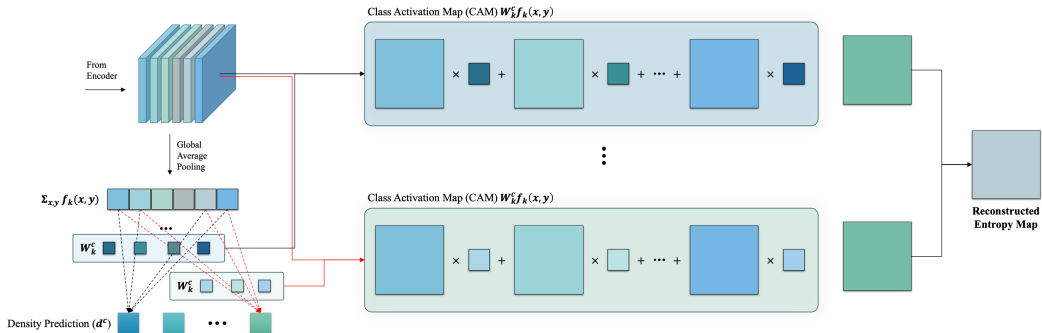 Class Activation Map (CAM) W_k^c f_k(x, y)
From
Encoder
× + × + ··· + ×
Global
Average
Pooling
Σ_{x,y} f_k(x, y)
...
W_k^c
W_k^c
Density Prediction (d^c)
...
Class Activation Map (CAM) W_k^c f_k(x, y)
× + × + ··· + ×
Reconstructed
Entropy Map